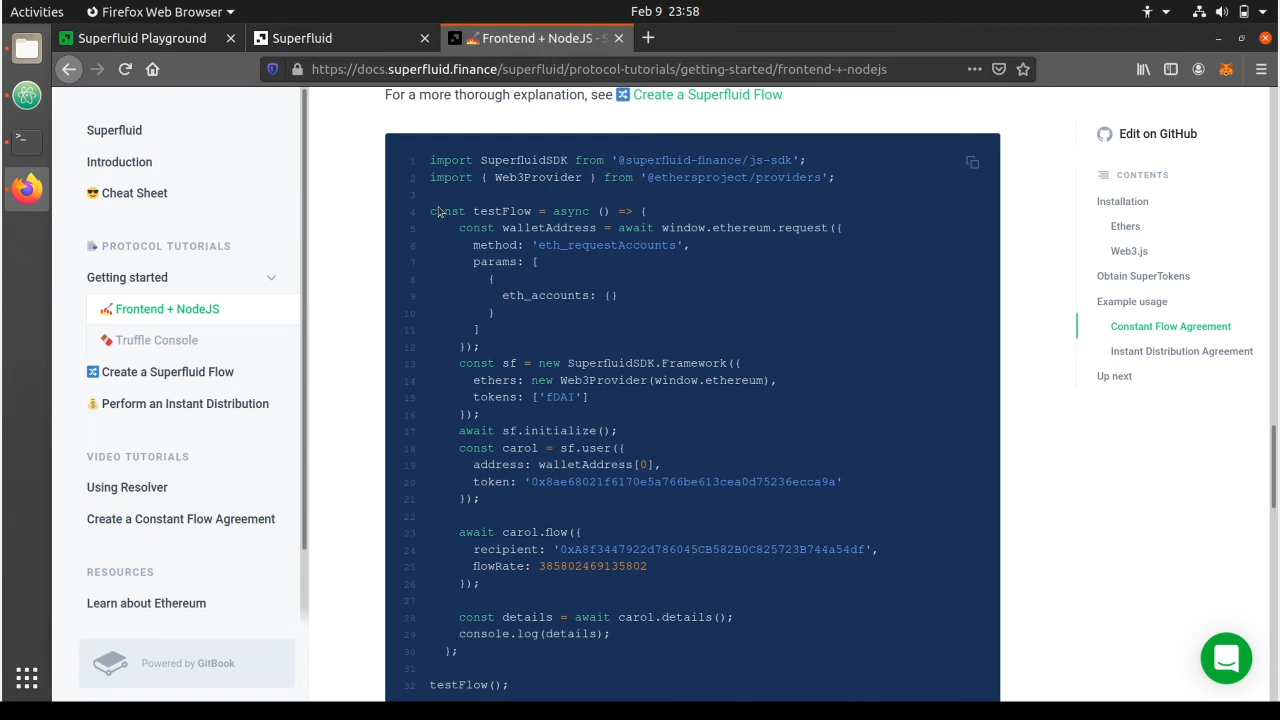 Activities
Firefox Web Browser
Feb 9 23:58
Superfluid Playground
Superfluid
Frontend + NodeJS - S
https://docs.superfluid.finance/superfluid/protocol-tutorials/getting-started/frontend-+-nodejs
Superfluid
Introduction
Cheat Sheet
PROTOCOL TUTORIALS
Getting started
Frontend + NodeJS
Truffle Console
Create a Superfluid Flow
Perform an Instant Distribution
VIDEO TUTORIALS
Using Resolver
Create a Constant Flow Agreement
RESOURCES
Learn about Ethereum
Powered by GitBook
For a more thorough explanation, see Create a Superfluid Flow
1 import SuperfluidSDK from '@superfluid-finance/js-sdk';
2 import { Web3Provider } from '@ethersproject/providers';
3
4 const testFlow = async () => {
5 const walletAddress = await window.ethereum.request({
6 method: 'eth_requestAccounts',
7 params: [
8 {
9 eth_accounts: {}
10 }
11 ]
12 });
13 const sf = new SuperfluidSDK.Framework({
14 ethers: new Web3Provider(window.ethereum),
15 tokens: ['fDAI']
16 });
17 await sf.initialize();
18 const carol = sf.user({
19 address: walletAddress[0],
20 token: '0x8ae68021f6170e5a766be613cea0d75236ecca9a'
21 });
22
23 await carol.flow({
24 recipient: '0xA8f3447922d786045CB582B0C825723B744a54df',
25 flowRate: 385802469135802
26 });
27
28 const details = await carol.details();
29 console.log(details);
30 };
31
32 testFlow();
Edit on GitHub
CONTENTS
Installation
Ethers
Web3.js
Obtain SuperTokens
Example usage
Constant Flow Agreement
Instant Distribution Agreement
Up next